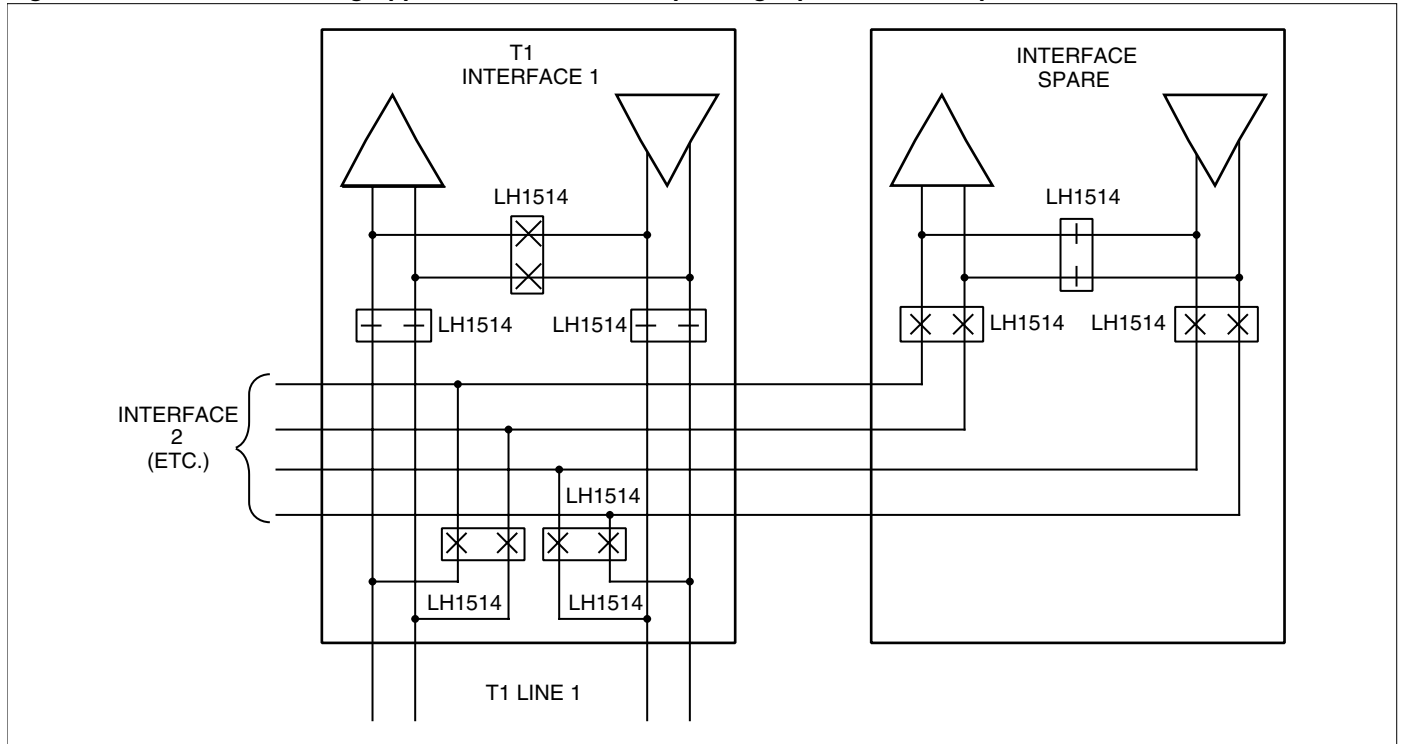 T1
INTERFACE 1
INTERFACE
SPARE
LH1514
LH1514
LH1514
LH1514
LH1514
LH1514
INTERFACE
2
(ETC.)
LH1514
LH1514
LH1514
T1 LINE 1